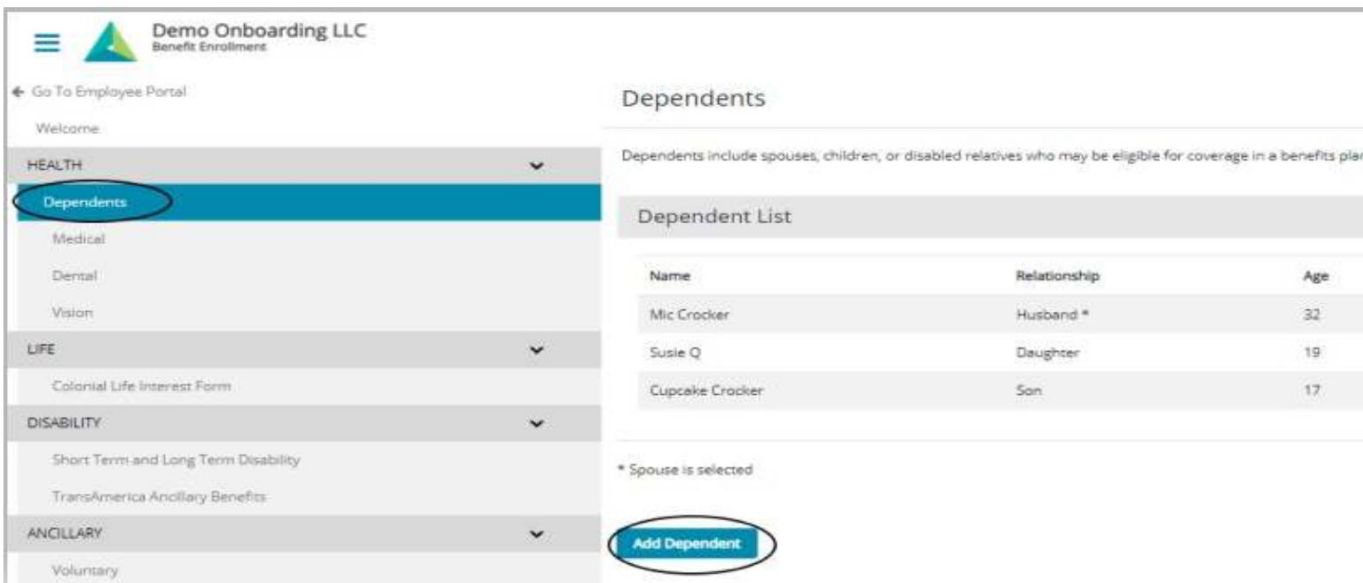 Demo Onboarding LLC
Benefit Enrollment
Go To Employee Portal
Welcome
HEALTH
Dependents
Medical
Dental
Vision
LIFE
Colonial Life Interest Form
DISABILITY
Short Term and Long Term Disability
TransAmerica Ancillary Benefits
ANCILLARY
Voluntary
Dependents
Dependents include spouses, children, or disabled relatives who may be eligible for coverage in a benefits plan
Dependent List
Name Relationship Age
Mic Crocker Husband * 32
Susie Q Daughter 19
Cupcake Crocker Son 17
* Spouse is selected
Add Dependent